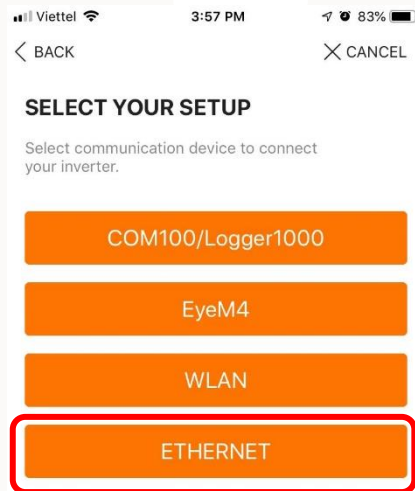 Viettel 3:57 PM 83%
BACK CANCEL
SELECT YOUR SETUP
Select communication device to connect
your inverter.
COM100/Logger1000
EyeM4
WLAN
ETHERNET